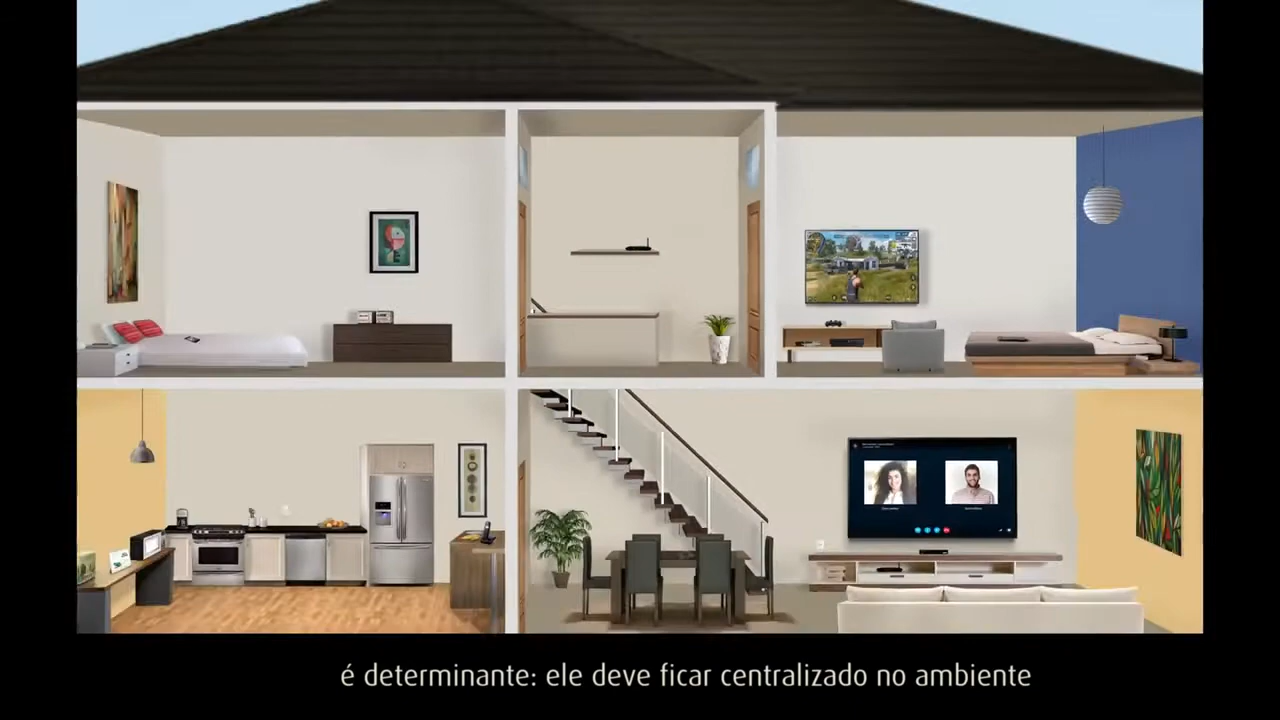 é determinante: ele deve ficar centralizado no ambiente